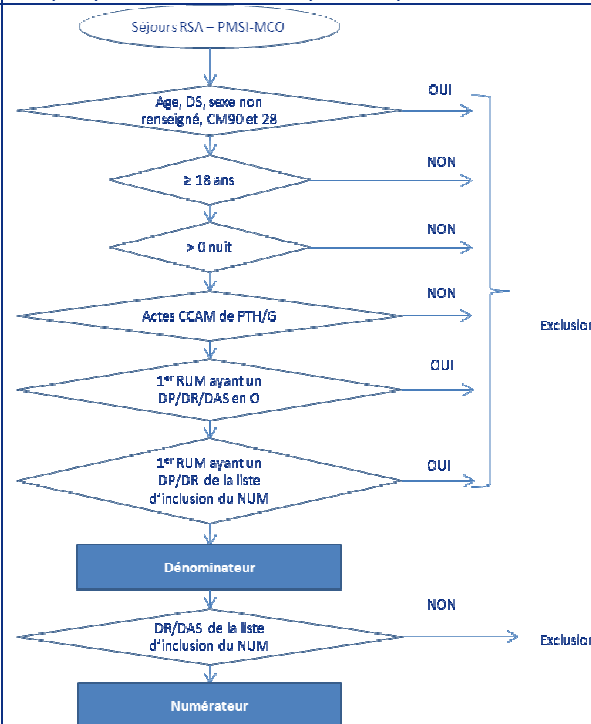 Séjours RSA – PMSI-MCO
OUI
Age, DS, sexe non
renseigné, CM90 et 28
NON
≥ 18 ans
NON
> 0 nuit
NON
Actes CCAM de PTH/G
Exclusion
OUI
1er RUM ayant un
DP/DR/DAS en O
OUI
1er RUM ayant un
DP/DR de la liste
d'inclusion du NUM
Dénominateur
NON
DR/DAS de la liste
d'inclusion du NUM
Exclusion
Numérateur